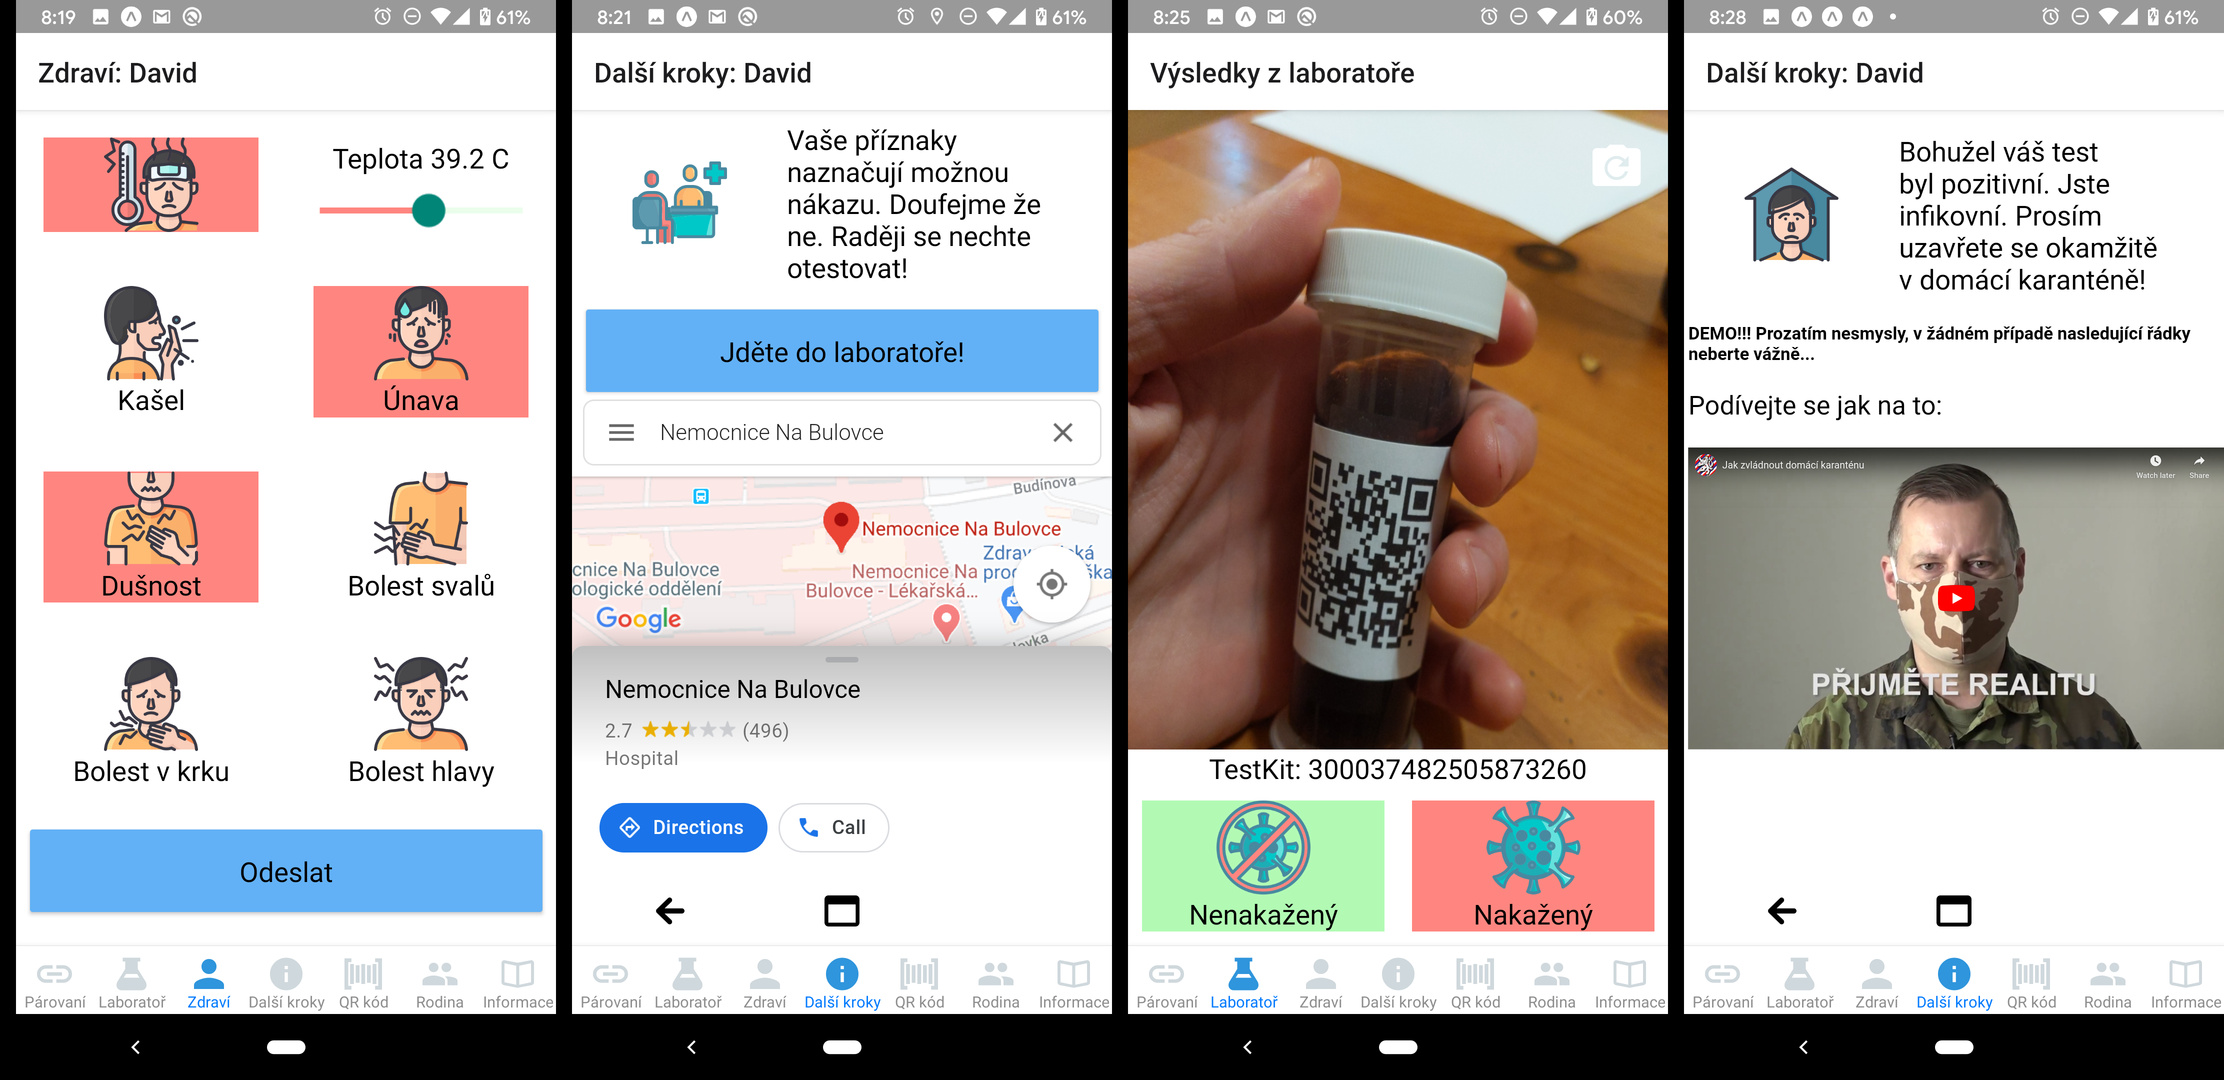 8:19
61%
Zdraví: David
Teplota 39.2 C
Kašel
Únava
Dušnost
Bolest svalů
Bolest v krku
Bolest hlavy
Odeslat
Párovaní
Laboratoř
Zdraví
Další kroky
QR kód
Rodina
Informace
8:21
61%
Další kroky: David
Vaše příznaky
naznačují možnou
nákazu. Doufejme že
ne. Raději se nechte
otestovat!
Jděte do laboratoře!
Nemocnice Na Bulovce
Budínova
Nemocnice Na Bulovce
cnice Na Bulovce
ologické oddělení
Nemocnice Na
Bulovce - Lékařská...
Google
Nemocnice Na Bulovce
2.7 (496)
Hospital
Directions
Call
Párovaní
Laboratoř
Zdraví
Další kroky
QR kód
Rodina
Informace
8:25
60%
Výsledky z laboratoře
TestKit: 300037482505873260
Nenakažený
Nakažený
Párovaní
Laboratoř
Zdraví
Další kroky
QR kód
Rodina
Informace
8:28
61%
Další kroky: David
Bohužel váš test
byl pozitivní. Jste
infikovní. Prosím
uzavřete se okamžitě
v domácí karanténě!
DEMO!!! Prozatím nesmysly, v žádném případě nasledující řádky
neberte vážně...
Podívejte se jak na to:
Jak zvládnout domácí karanténu
Watch later
Share
PŘIJMĚTE REALITU
Párovaní
Laboratoř
Zdraví
Další kroky
QR kód
Rodina
Informace